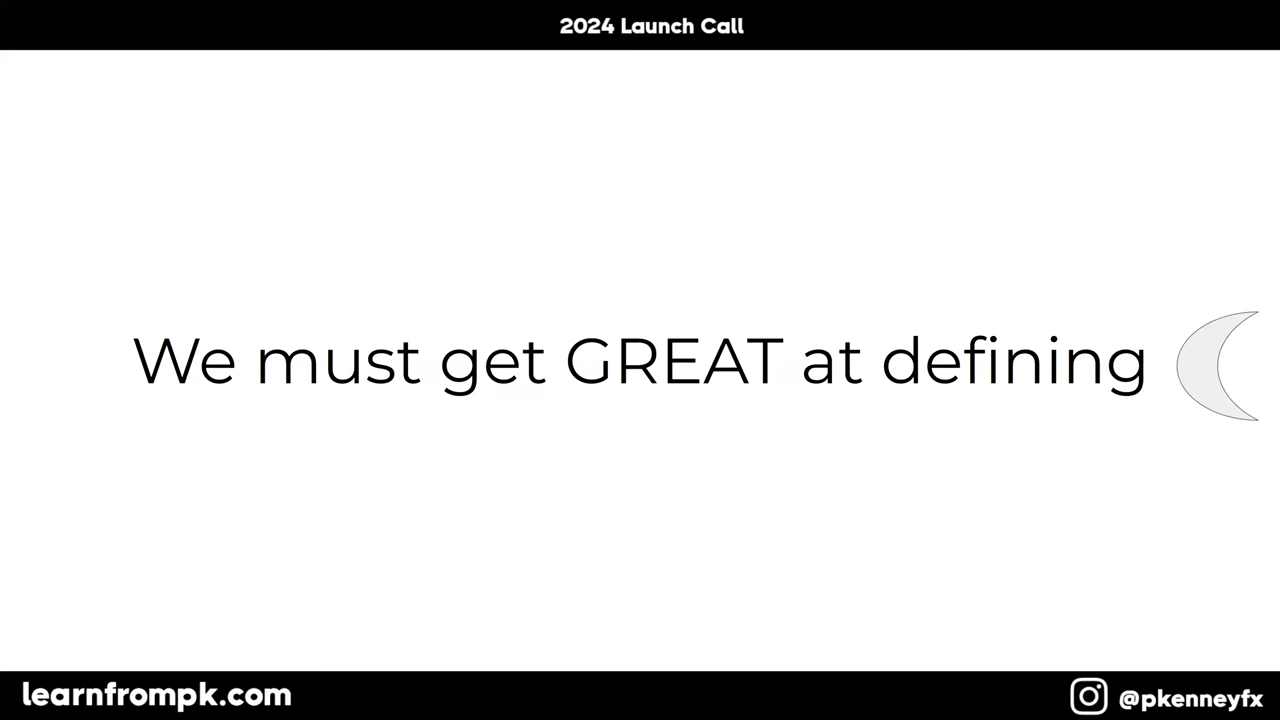 2024 Launch Call
We must get GREAT at defining
learnfrompk.com
@pkenneyfx